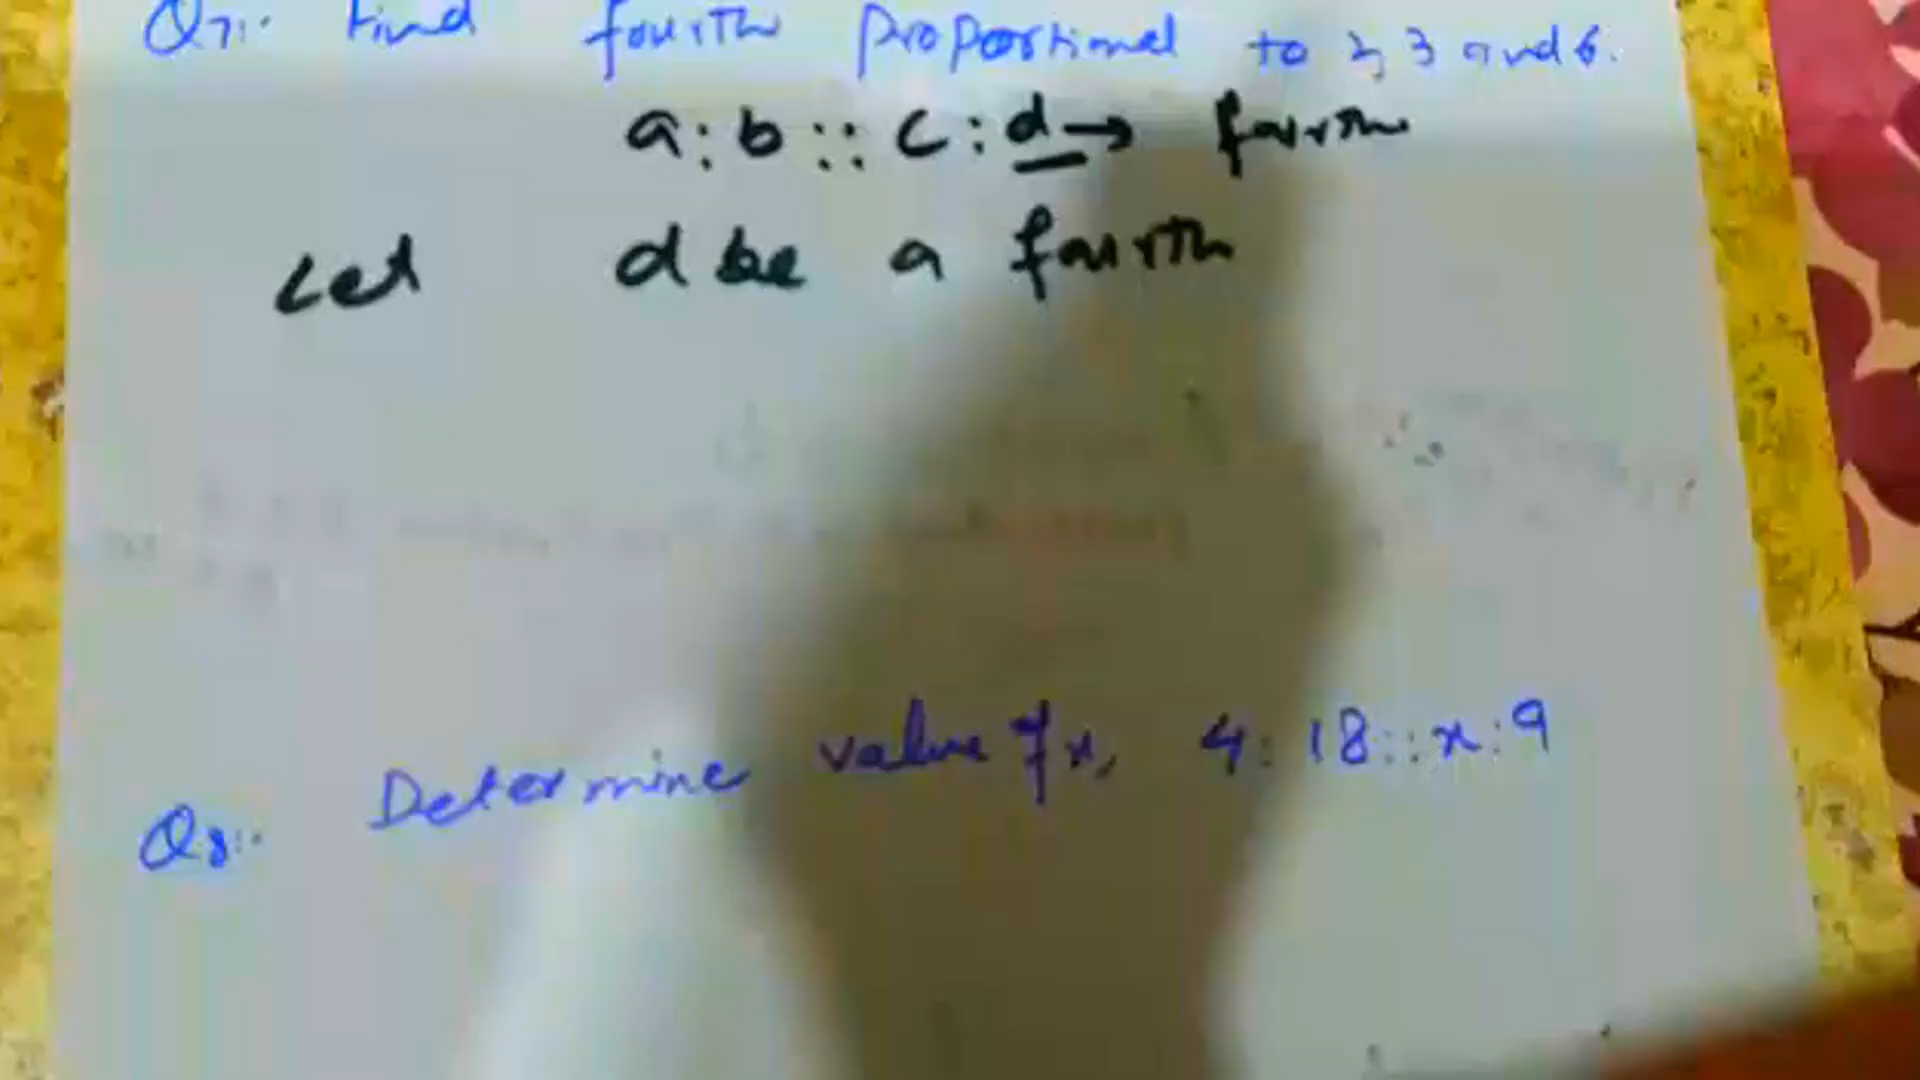 Q7:- Find fourth proportional to 2, 3 and 6.
a : b :: c : d → fourth
Let d be a fourth
Q8:- Determine value of x, 4 : 18 :: x : 9